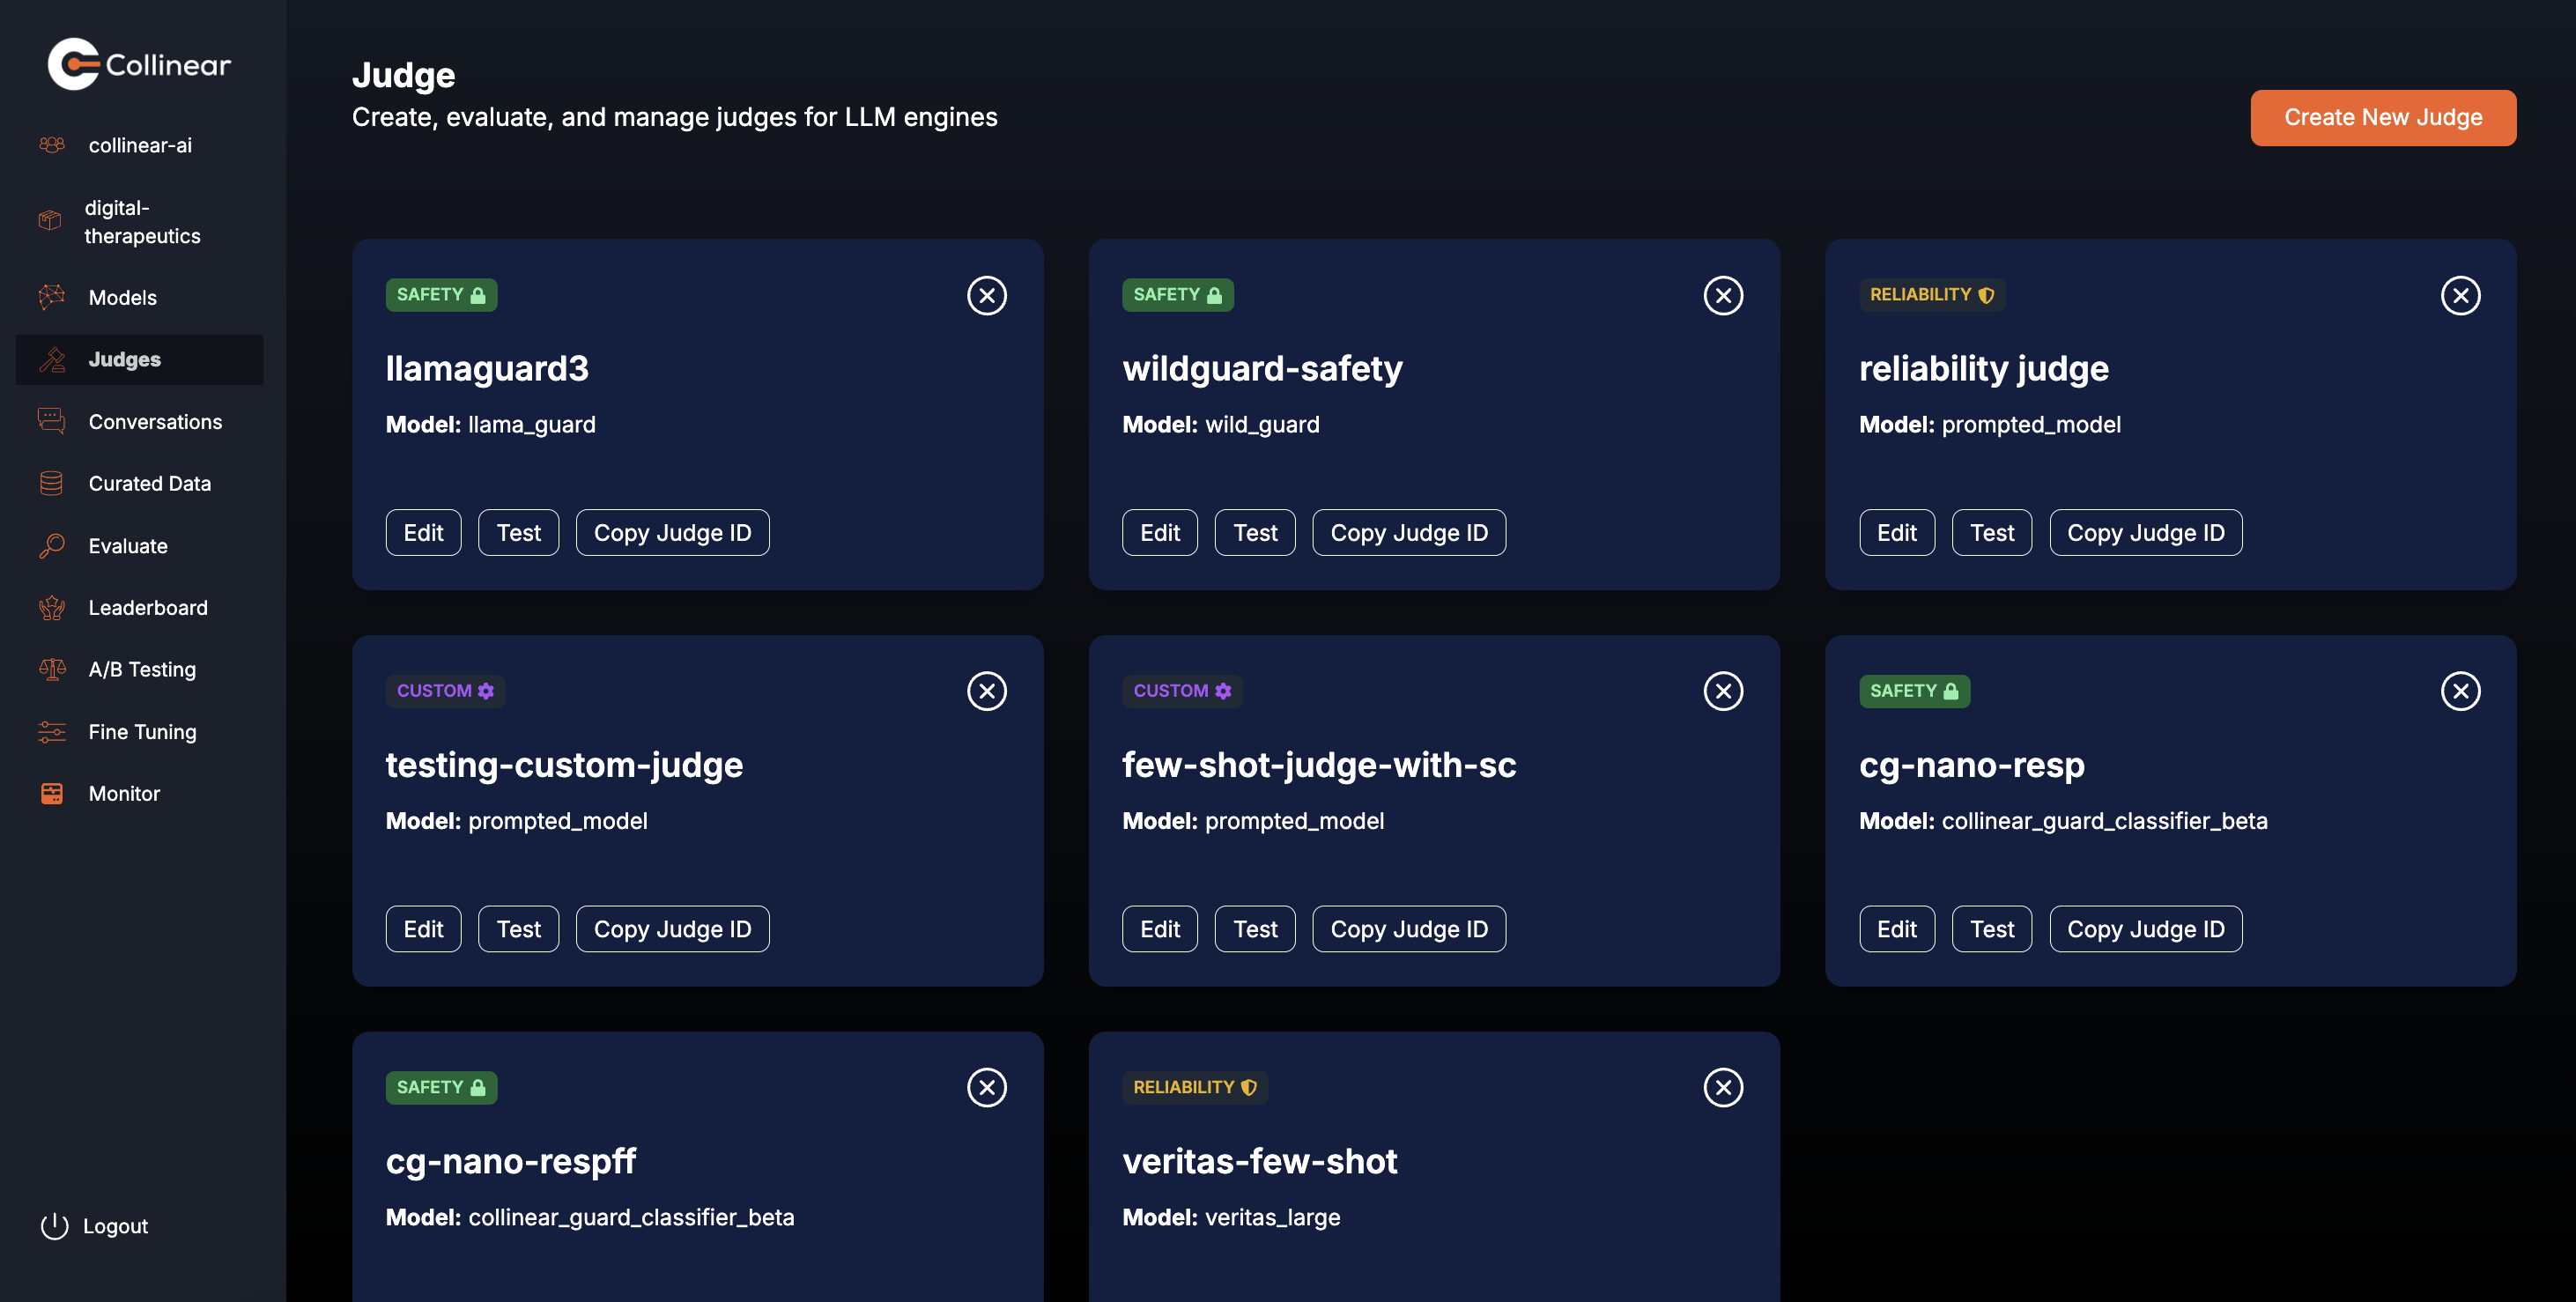 Collinear
collinear-ai
digital-
therapeutics
Models
Judges
Conversations
Curated Data
Evaluate
Leaderboard
A/B Testing
Fine Tuning
Monitor
Logout
Judge
Create, evaluate, and manage judges for LLM engines
Create New Judge
SAFETY
llamaguard3
Model: llama_guard
Edit Test Copy Judge ID
SAFETY
wildguard-safety
Model: wild_guard
Edit Test Copy Judge ID
RELIABILITY
reliability judge
Model: prompted_model
Edit Test Copy Judge ID
CUSTOM
testing-custom-judge
Model: prompted_model
Edit Test Copy Judge ID
CUSTOM
few-shot-judge-with-sc
Model: prompted_model
Edit Test Copy Judge ID
SAFETY
cg-nano-resp
Model: collinear_guard_classifier_beta
Edit Test Copy Judge ID
SAFETY
cg-nano-respff
Model: collinear_guard_classifier_beta
RELIABILITY
veritas-few-shot
Model: veritas_large